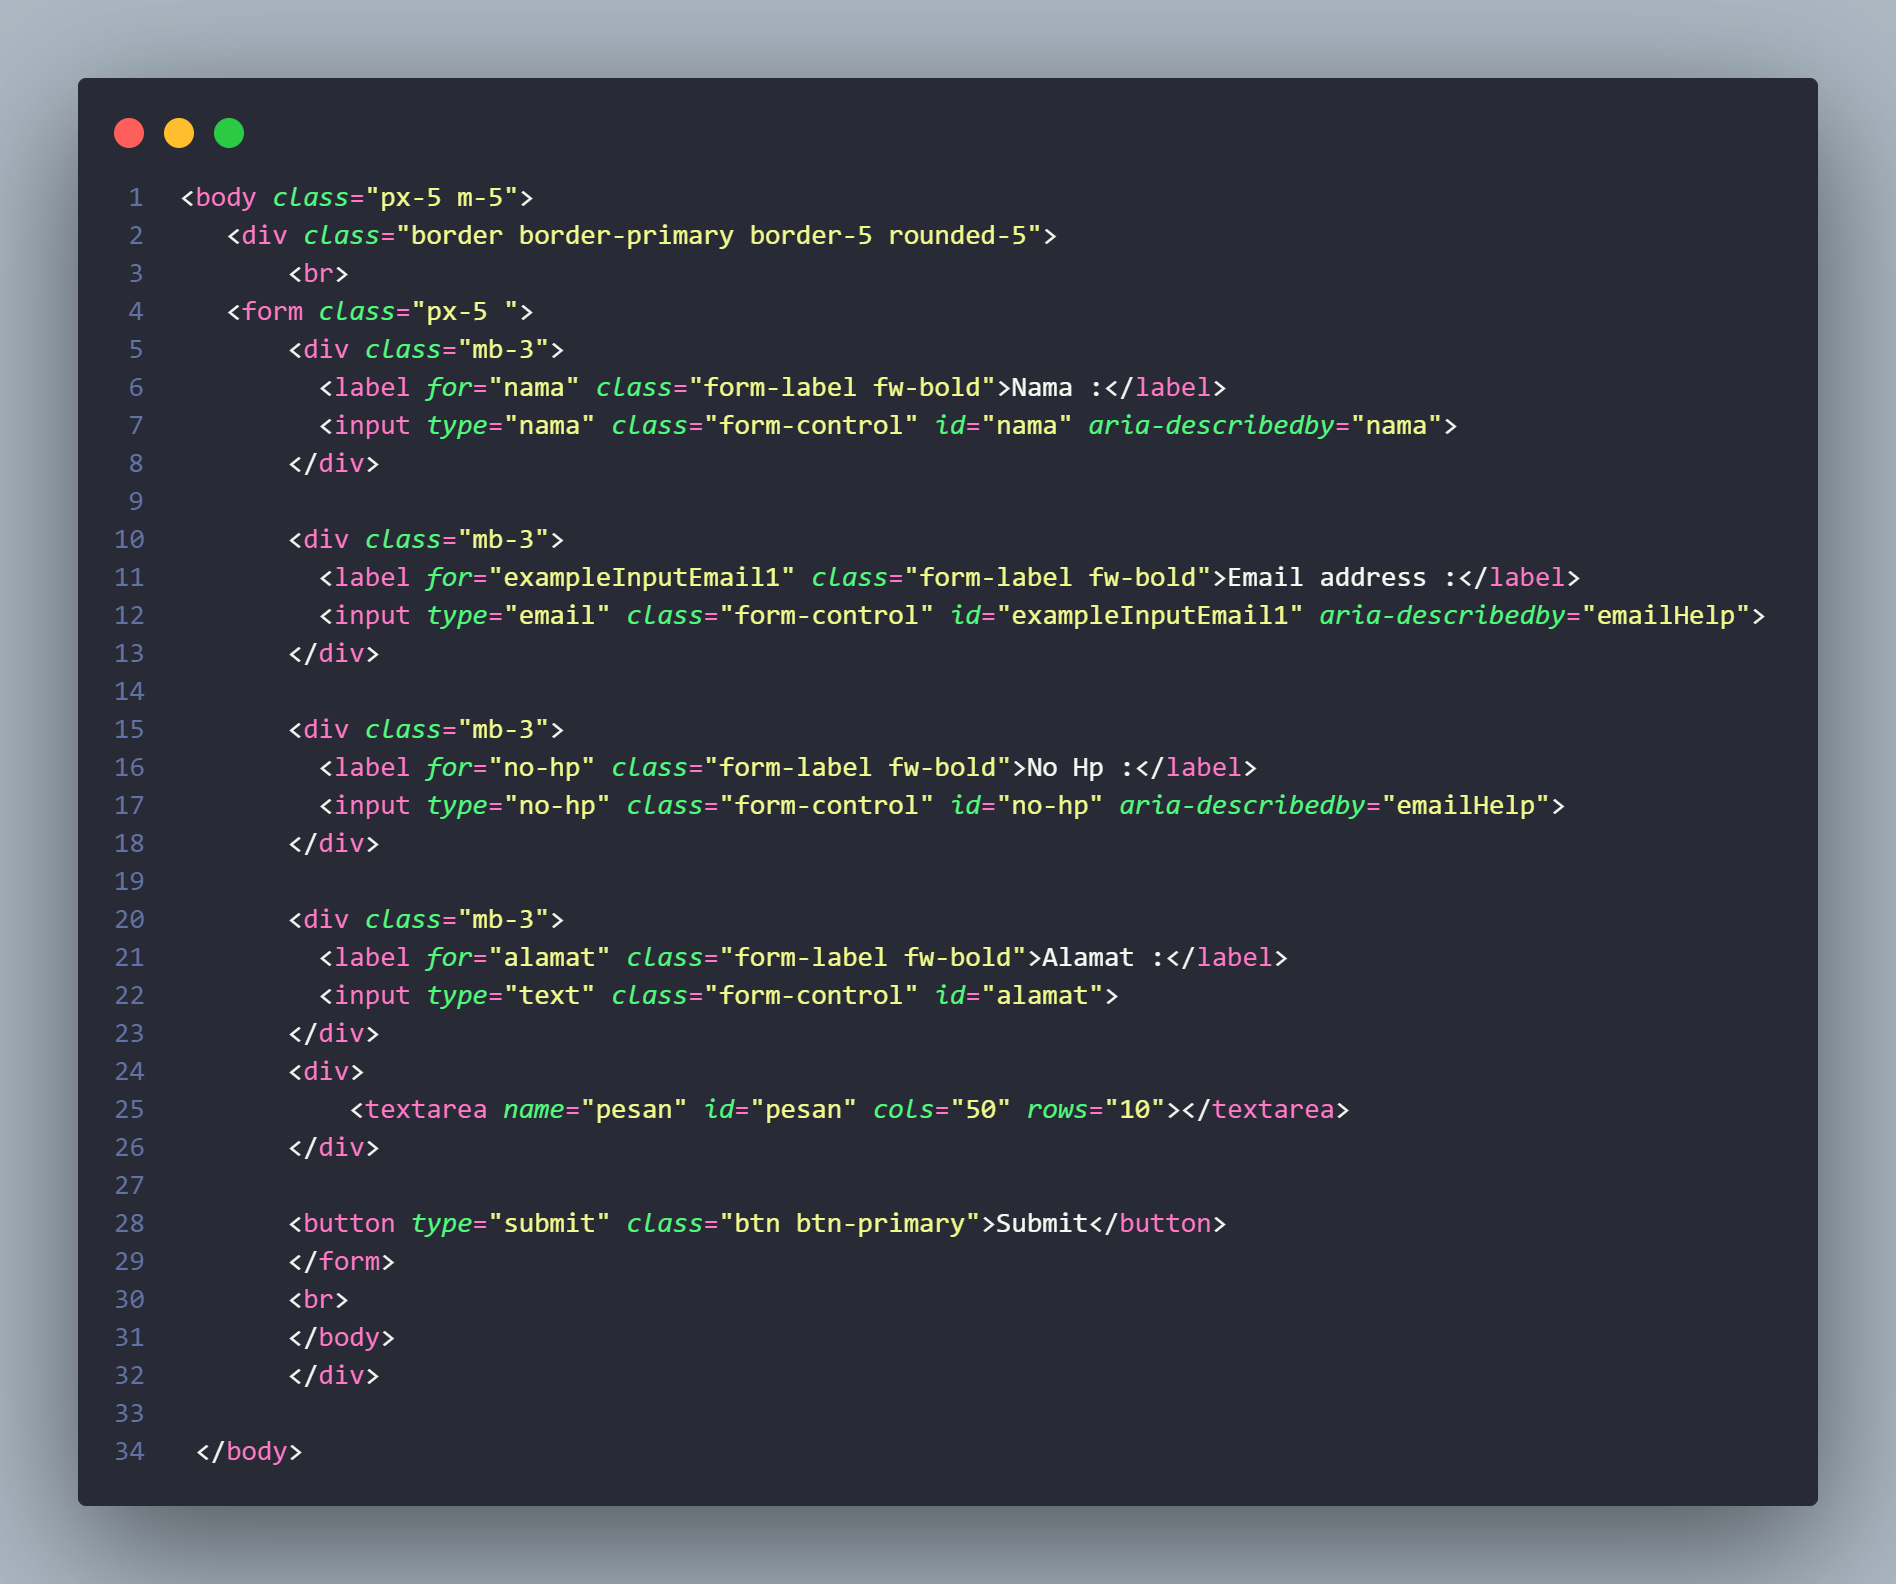 1 <body class="px-5 m-5">
2 <div class="border border-primary border-5 rounded-5">
3 <br>
4 <form class="px-5 ">
5 <div class="mb-3">
6 <label for="nama" class="form-label fw-bold">Nama :</label>
7 <input type="nama" class="form-control" id="nama" aria-describedby="nama">
8 </div>
9
10 <div class="mb-3">
11 <label for="exampleInputEmail1" class="form-label fw-bold">Email address :</label>
12 <input type="email" class="form-control" id="exampleInputEmail1" aria-describedby="emailHelp">
13 </div>
14
15 <div class="mb-3">
16 <label for="no-hp" class="form-label fw-bold">No Hp :</label>
17 <input type="no-hp" class="form-control" id="no-hp" aria-describedby="emailHelp">
18 </div>
19
20 <div class="mb-3">
21 <label for="alamat" class="form-label fw-bold">Alamat :</label>
22 <input type="text" class="form-control" id="alamat">
23 </div>
24 <div>
25 <textarea name="pesan" id="pesan" cols="50" rows="10"></textarea>
26 </div>
27
28 <button type="submit" class="btn btn-primary">Submit</button>
29 </form>
30 <br>
31 </body>
32 </div>
33
34 </body>